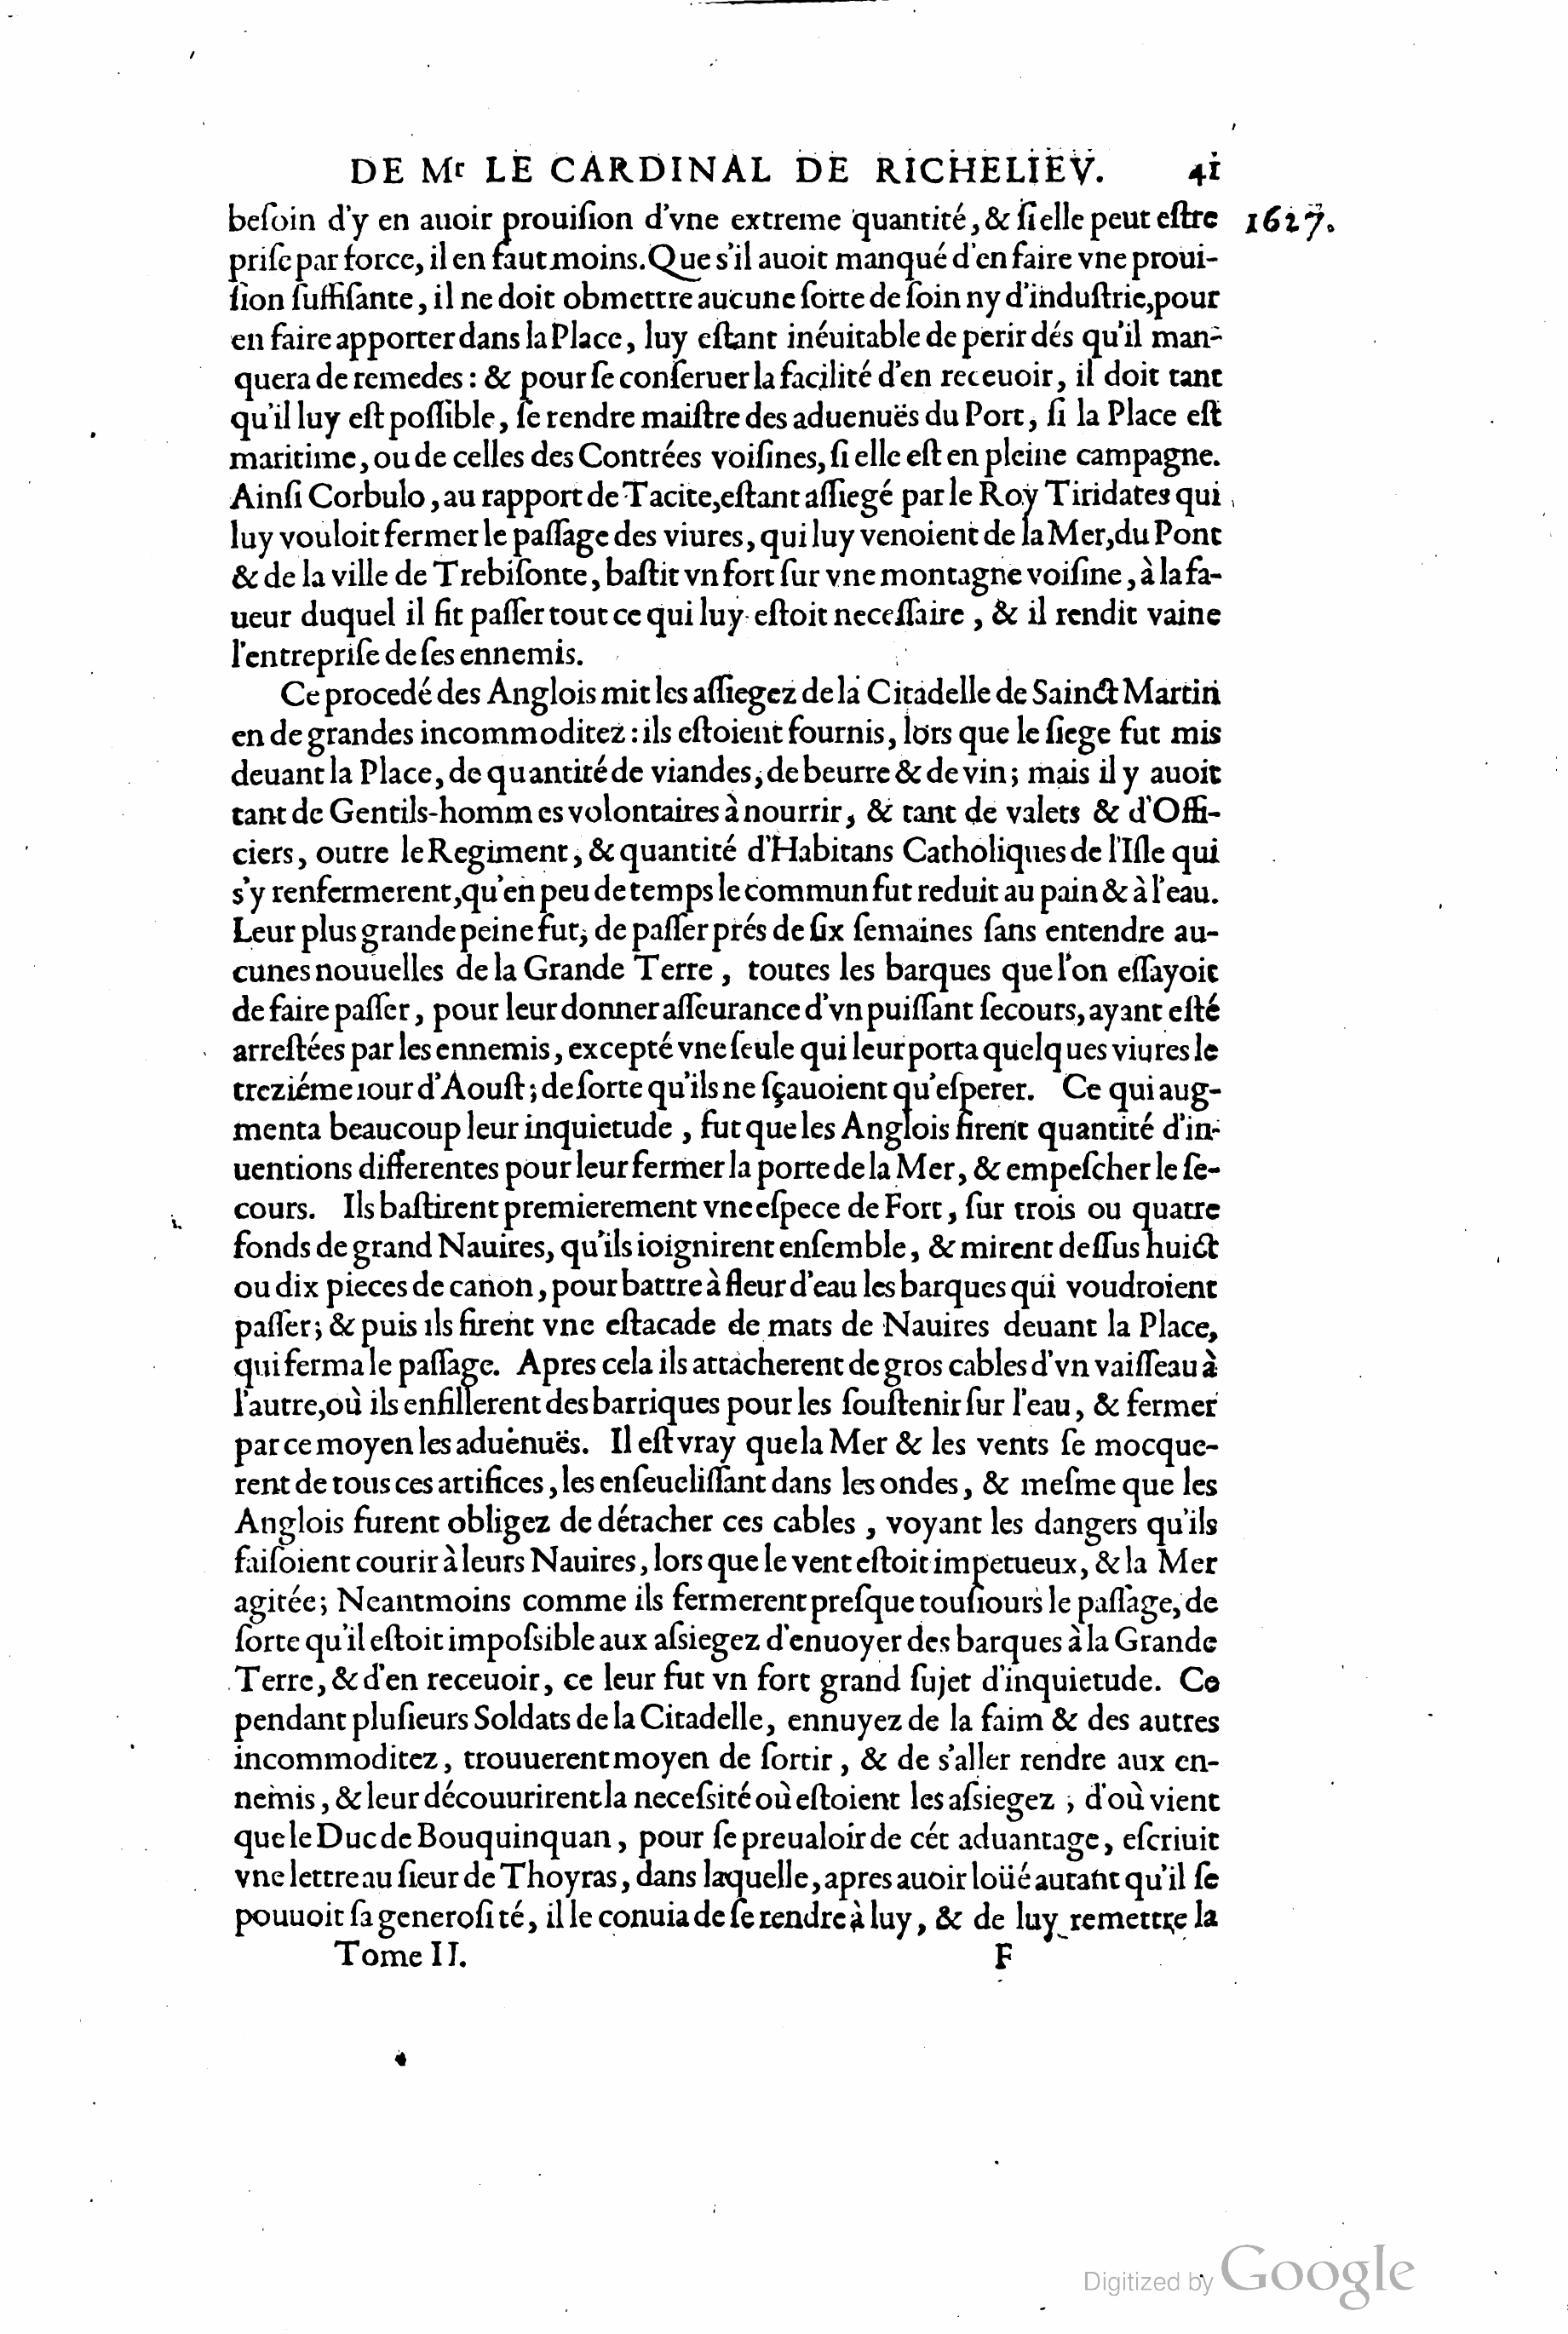 DE Mr LE CARDINAL DE RICHELIEV. 41
beſoin d'y en auoir prouiſion d'vne extreme quantité, & ſi elle peut eſtre 1627.
priſe par force, il en faut moins. Que s'il auoit manqué d'en faire vne proui-
ſion ſuffiſante, il ne doit obmettre aucune ſorte de ſoin ny d'induſtrie, pour
en faire apporter dans la Place, luy eſtant inéuitable de perir dés qu'il man-
quera de remedes : & pour ſe conſeruer la facilité d'en receuoir, il doit tant
qu'il luy eſt poſſible, ſe rendre maiſtre des aduenuës du Port, ſi la Place eſt
maritime, ou de celles des Contrées voiſines, ſi elle eſt en pleine campagne.
Ainſi Corbulo, au rapport de Tacite, eſtant aſſiegé par le Roy Tiridates qui
luy vouloit fermer le paſſage des viures, qui luy venoient de la Mer, du Pont
& de la ville de Trebiſonte, baſtit vn fort ſur vne montagne voiſine, à la fa-
ueur duquel il fit paſſer tout ce qui luy eſtoit neceſſaire, & il rendit vaine
l'entrepriſe de ſes ennemis.
Ce procedé des Anglois mit les aſſiegez de la Citadelle de Sainct Martin
en de grandes incommoditez : ils eſtoient fournis, lors que le ſiege fut mis
deuant la Place, de quantité de viandes, de beurre & de vin; mais il y auoit
tant de Gentils-hommes volontaires à nourrir, & tant de valets & d'Offi-
ciers, outre le Regiment, & quantité d'Habitans Catholiques de l'Iſle qui
s'y renfermerent, qu'en peu de temps le commun fut reduit au pain & à l'eau.
Leur plus grande peine fut, de paſſer prés de ſix ſemaines ſans entendre au-
cunes nouuelles de la Grande Terre, toutes les barques que l'on eſſayoit
de faire paſſer, pour leur donner aſſeurance d'vn puiſſant ſecours, ayant eſté
arreſtées par les ennemis, excepté vne ſeule qui leur porta quelques viures le
treziéme iour d'Aouſt; de ſorte qu'ils ne ſçauoient qu'eſperer. Ce qui aug-
menta beaucoup leur inquietude, fut que les Anglois firent quantité d'in-
uentions differentes pour leur fermer la porte de la Mer, & empeſcher le ſe-
cours. Ils baſtirent premierement vne eſpece de Fort, ſur trois ou quatre
fonds de grand Nauires, qu'ils ioignirent enſemble, & mirent deſſus huict
ou dix pieces de canon, pour battre à fleur d'eau les barques qui voudroient
paſſer; & puis ils firent vne eſtacade de mats de Nauires deuant la Place,
qui ferma le paſſage. Apres cela ils attacherent de gros cables d'vn vaiſſeau à
l'autre, où ils enfillerent des barriques pour les ſouſtenir ſur l'eau, & fermer
par ce moyen les aduenuës. Il eſt vray que la Mer & les vents ſe mocque-
rent de tous ces artifices, les enſeueliſſant dans les ondes, & meſme que les
Anglois furent obligez de détacher ces cables, voyant les dangers qu'ils
faiſoient courir à leurs Nauires, lors que le vent eſtoit impetueux, & la Mer
agitée; Neantmoins comme ils fermerent preſque touſiours le paſſage, de
ſorte qu'il eſtoit impoſsible aux aſsiegez d'enuoyer des barques à la Grande
Terre, & d'en receuoir, ce leur fut vn fort grand ſujet d'inquietude. Ce
pendant pluſieurs Soldats de la Citadelle, ennuyez de la faim & des autres
incommoditez, trouuerent moyen de ſortir, & de s'aller rendre aux en-
nemis, & leur découurirent la neceſsité où eſtoient les aſsiegez, d'où vient
que le Duc de Bouquinquan, pour ſe preualoir de cét aduantage, eſcriuit
vne lettre au ſieur de Thoyras, dans laquelle, apres auoir loüé autant qu'il ſe
pouuoit ſa generoſité, il le conuia de ſe rendre à luy, & de luy remettre la
Tome II. F
Digitized by Google